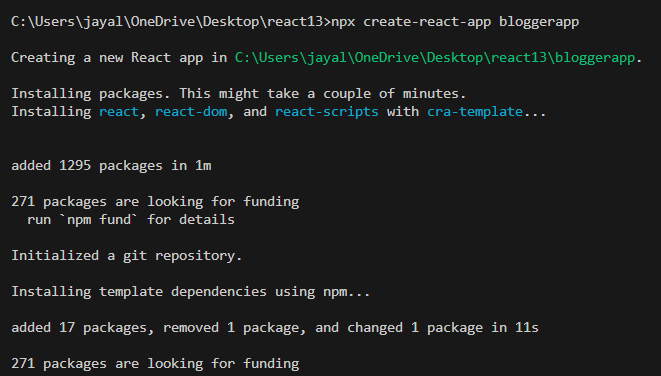 C:\Users\jayal\OneDrive\Desktop\react13>npx create-react-app bloggerapp
Creating a new React app in C:\Users\jayal\OneDrive\Desktop\react13\bloggerapp.
Installing packages. This might take a couple of minutes.
Installing react, react-dom, and react-scripts with cra-template...
added 1295 packages in 1m
271 packages are looking for funding
  run `npm fund` for details
Initialized a git repository.
Installing template dependencies using npm...
added 17 packages, removed 1 package, and changed 1 package in 11s
271 packages are looking for funding